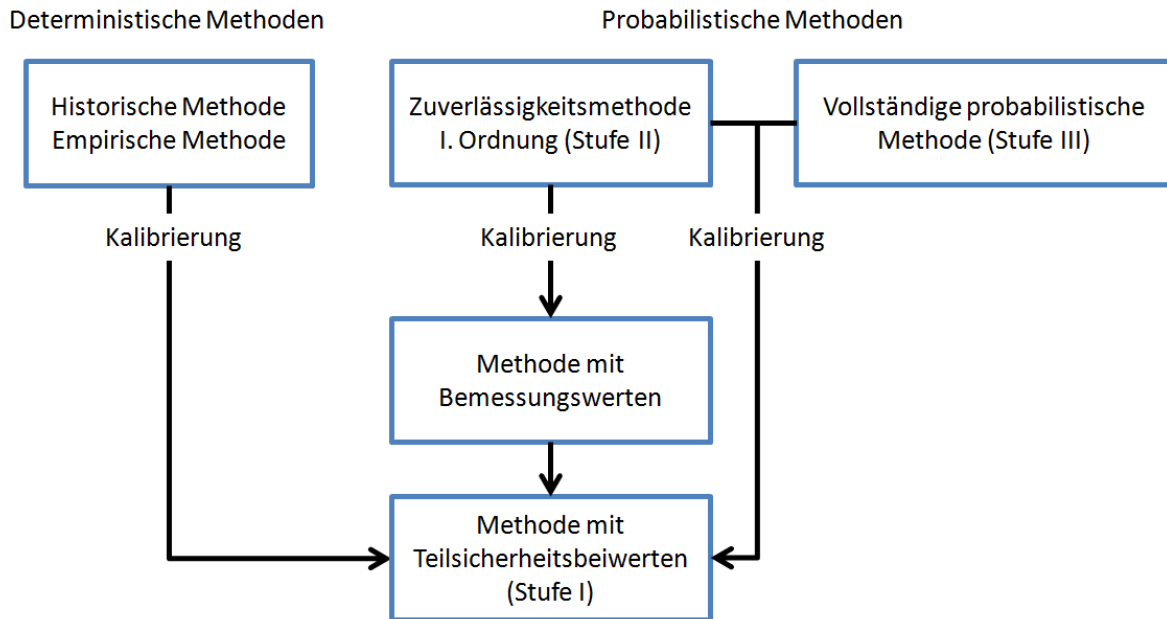 Deterministische Methoden
Probabilistische Methoden
Historische Methode
Empirische Methode
Zuverlässigkeitsmethode
I. Ordnung (Stufe II)
Vollständige probabilistische
Methode (Stufe III)
Kalibrierung
Kalibrierung
Kalibrierung
Methode mit
Bemessungswerten
Methode mit
Teilsicherheitsbeiwerten
(Stufe I)